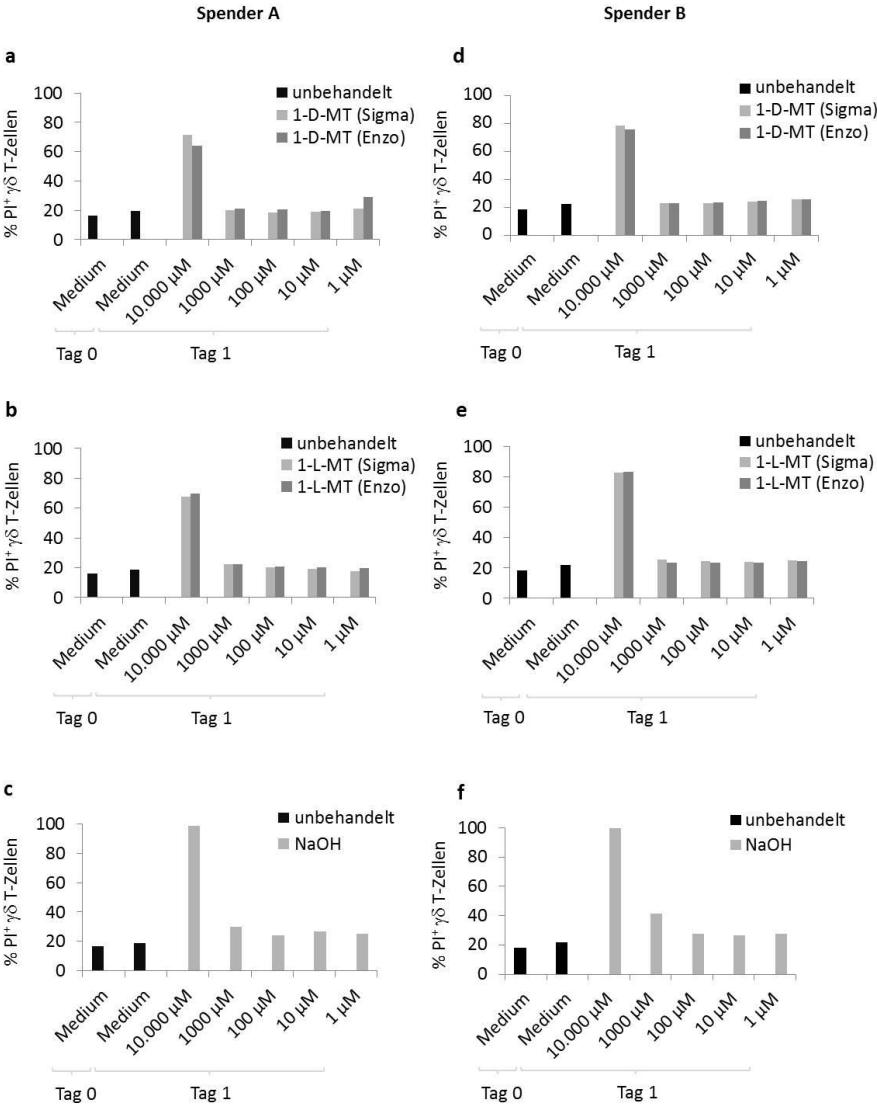 Spender A
Spender B
a
% PI⁺ γδ T-Zellen
100
80
60
40
20
0
unbehandelt
1-D-MT (Sigma)
1-D-MT (Enzo)
Medium
Medium
10.000 µM
1000 µM
100 µM
10 µM
1 µM
Tag 0
Tag 1
d
% PI⁺ γδ T-Zellen
100
80
60
40
20
0
unbehandelt
1-D-MT (Sigma)
1-D-MT (Enzo)
Medium
Medium
10.000 µM
1000 µM
100 µM
10 µM
1 µM
Tag 0
Tag 1
b
% PI⁺ γδ T-Zellen
100
80
60
40
20
0
unbehandelt
1-L-MT (Sigma)
1-L-MT (Enzo)
Medium
Medium
10.000 µM
1000 µM
100 µM
10 µM
1 µM
Tag 0
Tag 1
e
% PI⁺ γδ T-Zellen
100
80
60
40
20
0
unbehandelt
1-L-MT (Sigma)
1-L-MT (Enzo)
Medium
Medium
10.000 µM
1000 µM
100 µM
10 µM
1 µM
Tag 0
Tag 1
c
% PI⁺ γδ T-Zellen
100
80
60
40
20
0
unbehandelt
NaOH
Medium
Medium
10.000 µM
1000 µM
100 µM
10 µM
1 µM
Tag 0
Tag 1
f
% PI⁺ γδ T-Zellen
100
80
60
40
20
0
unbehandelt
NaOH
Medium
Medium
10.000 µM
1000 µM
100 µM
10 µM
1 µM
Tag 0
Tag 1